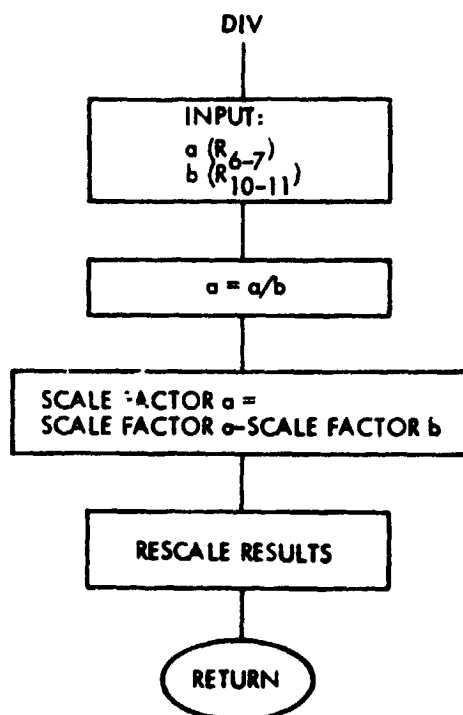 DIV
INPUT:
a (R6-7)
b (R10-11)
a = a/b
SCALE FACTOR a =
SCALE FACTOR a-SCALE FACTOR b
RESCALE RESULTS
RETURN